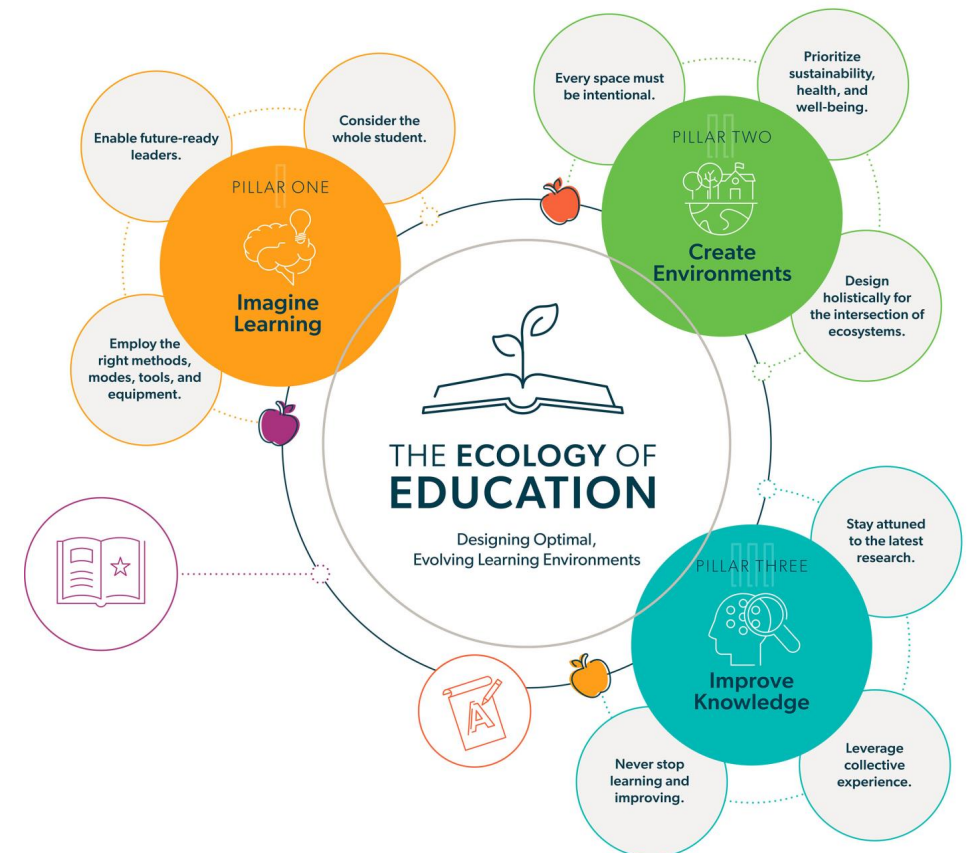 PILLAR ONE
Imagine
Learning
Enable future-ready
leaders.
Consider the
whole student.
Employ the
right methods,
modes, tools, and
equipment.
PILLAR TWO
Create
Environments
Every space must
be intentional.
Prioritize
sustainability,
health, and
well-being.
Design
holistically for
the intersection of
ecosystems.
THE ECOLOGY OF
EDUCATION
Designing Optimal,
Evolving Learning Environments
PILLAR THREE
Improve
Knowledge
Stay attuned
to the latest
research.
Leverage
collective
experience.
Never stop
learning and
improving.
A